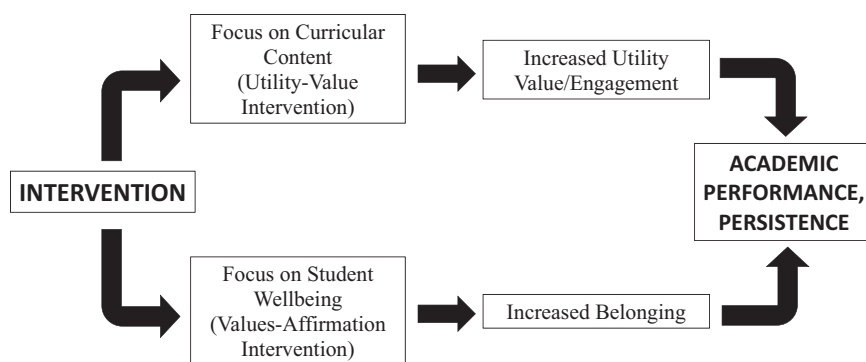 Focus on Curricular
Content
(Utility-Value
Intervention)
Increased Utility
Value/Engagement
INTERVENTION
ACADEMIC
PERFORMANCE,
PERSISTENCE
Focus on Student
Wellbeing
(Values-Affirmation
Intervention)
Increased Belonging